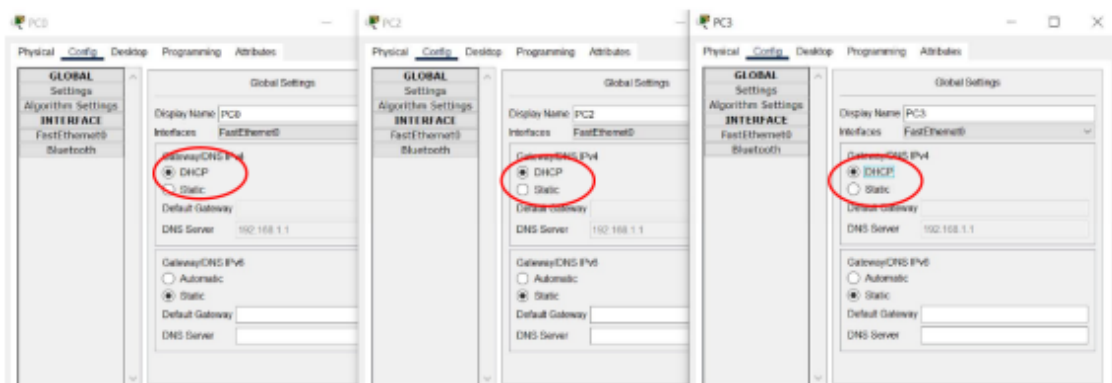 PC0
Physical Config Desktop Programming Attributes
GLOBAL
Settings
Algorithm Settings
INTERFACE
FastEthernet0
Bluetooth
Global Settings
Display Name PC0
Interfaces FastEthernet0
Gateway/DNS IPv4
DHCP
Static
Default Gateway
DNS Server 192.168.1.1
Gateway/DNS IPv6
Automatic
Static
Default Gateway
DNS Server
PC2
Physical Config Desktop Programming Attributes
GLOBAL
Settings
Algorithm Settings
INTERFACE
FastEthernet0
Bluetooth
Global Settings
Display Name PC2
Interfaces FastEthernet0
Gateway/DNS IPv4
DHCP
Static
Default Gateway
DNS Server 192.168.1.1
Gateway/DNS IPv6
Automatic
Static
Default Gateway
DNS Server
PC3
Physical Config Desktop Programming Attributes
GLOBAL
Settings
Algorithm Settings
INTERFACE
FastEthernet0
Bluetooth
Global Settings
Display Name PC3
Interfaces FastEthernet0
Gateway/DNS IPv4
DHCP
Static
Default Gateway
DNS Server 192.168.1.1
Gateway/DNS IPv6
Automatic
Static
Default Gateway
DNS Server